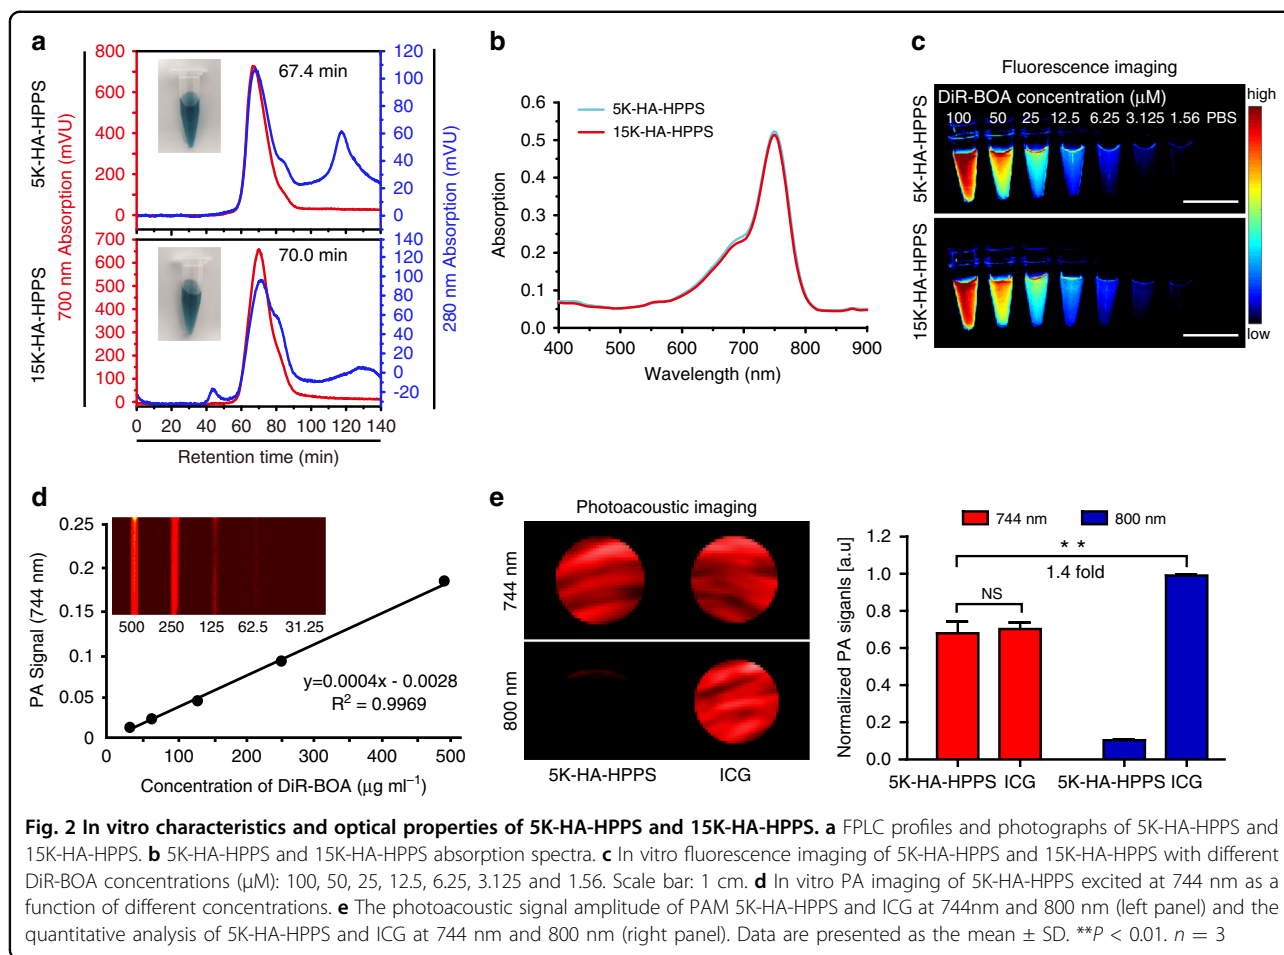 a
5K-HA-HPPS
15K-HA-HPPS
700 nm Absorption (mVU)
800
600
400
200
0
67.4 min
120
100
80
60
40
20
0
700
600
500
400
300
200
100
0
70.0 min
140
120
100
80
60
40
20
0
-20
280 nm Absorption (mVU)
0 20 40 60 80 100 120 140
Retention time (min)
b
0.6
0.5
0.4
0.3
0.2
0.1
0.0
Absorption
5K-HA-HPPS
15K-HA-HPPS
400 500 600 700 800 900
Wavelength (nm)
c
Fluorescence imaging
DiR-BOA concentration (μM)
100 50 25 12.5 6.25 3.125 1.56 PBS
5K-HA-HPPS
15K-HA-HPPS
high
low
d
PA Signal (744 nm)
0.25
0.2
0.15
0.1
0.05
0
500 250 125 62.5 31.25
y=0.0004x - 0.0028
R² = 0.9969
0 100 200 300 400 500
Concentration of DiR-BOA (μg ml⁻¹)
e
Photoacoustic imaging
744 nm
800 nm
5K-HA-HPPS ICG
744 nm 800 nm
Normalized PA siganls [a.u]
1.2
1.0
0.8
0.6
0.4
0.2
0.0
* *
1.4 fold
NS
5K-HA-HPPS ICG 5K-HA-HPPS ICG
Fig. 2 In vitro characteristics and optical properties of 5K-HA-HPPS and 15K-HA-HPPS. a FPLC profiles and photographs of 5K-HA-HPPS and
15K-HA-HPPS. b 5K-HA-HPPS and 15K-HA-HPPS absorption spectra. c In vitro fluorescence imaging of 5K-HA-HPPS and 15K-HA-HPPS with different
DiR-BOA concentrations (μM): 100, 50, 25, 12.5, 6.25, 3.125 and 1.56. Scale bar: 1 cm. d In vitro PA imaging of 5K-HA-HPPS excited at 744 nm as a
function of different concentrations. e The photoacoustic signal amplitude of PAM 5K-HA-HPPS and ICG at 744nm and 800 nm (left panel) and the
quantitative analysis of 5K-HA-HPPS and ICG at 744 nm and 800 nm (right panel). Data are presented as the mean ± SD. **P < 0.01. n = 3